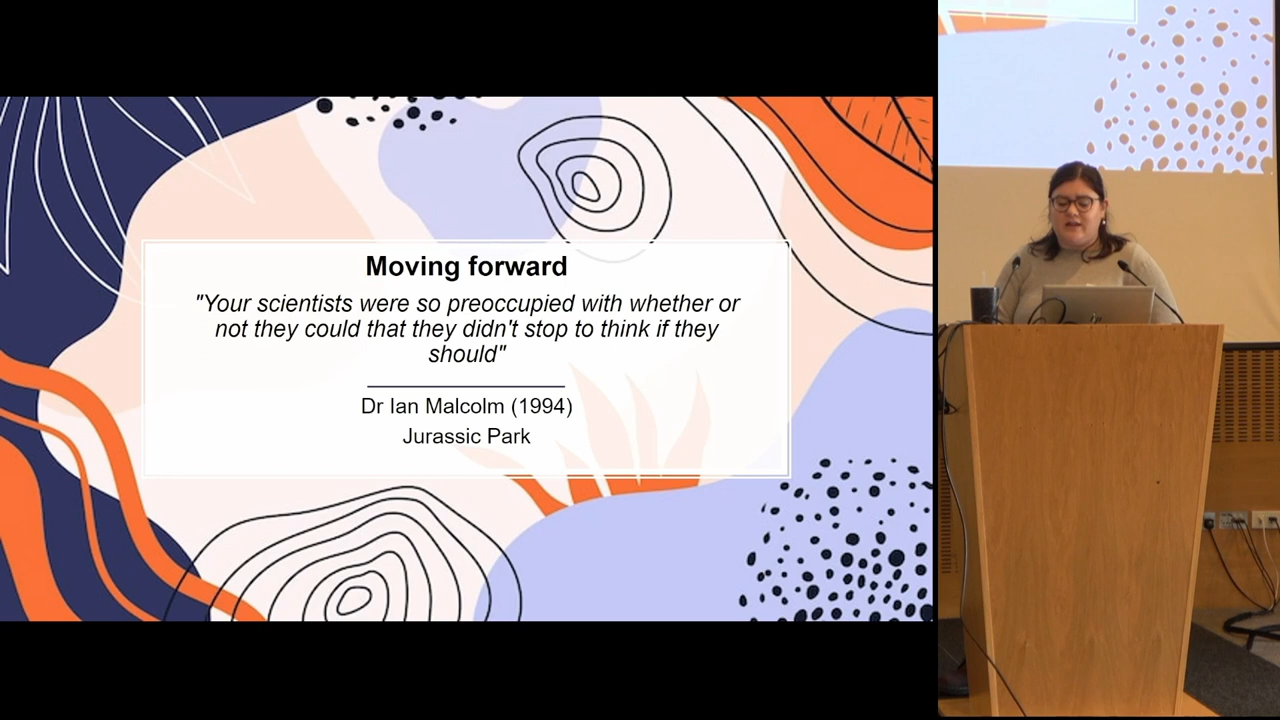 Moving forward
"Your scientists were so preoccupied with whether or
not they could that they didn't stop to think if they
should"
Dr Ian Malcolm (1994)
Jurassic Park